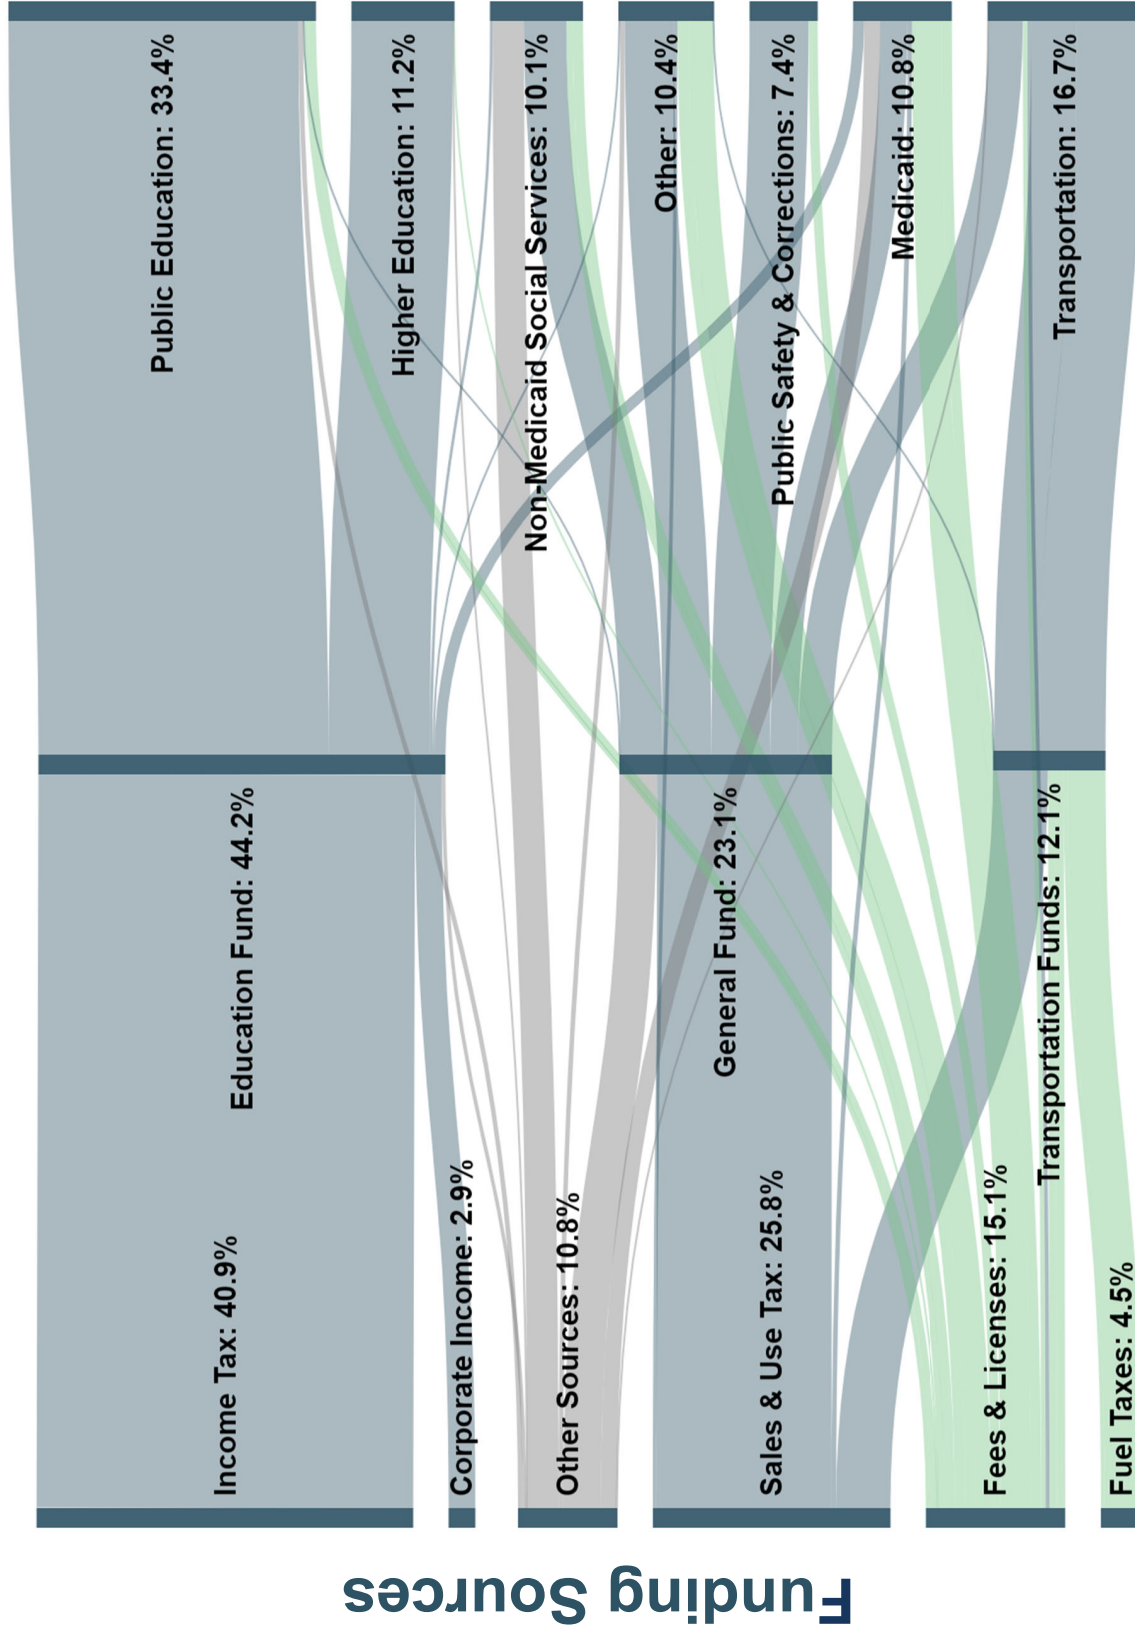 Funding Sources
Income Tax: 40.9%
Corporate Income: 2.9%
Other Sources: 10.8%
Sales & Use Tax: 25.8%
Fees & Licenses: 15.1%
Fuel Taxes: 4.5%
Education Fund: 44.2%
General Fund: 23.1%
Transportation Funds: 12.1%
Public Education: 33.4%
Higher Education: 11.2%
Non-Medicaid Social Services: 10.1%
Other: 10.4%
Public Safety & Corrections: 7.4%
Medicaid: 10.8%
Transportation: 16.7%